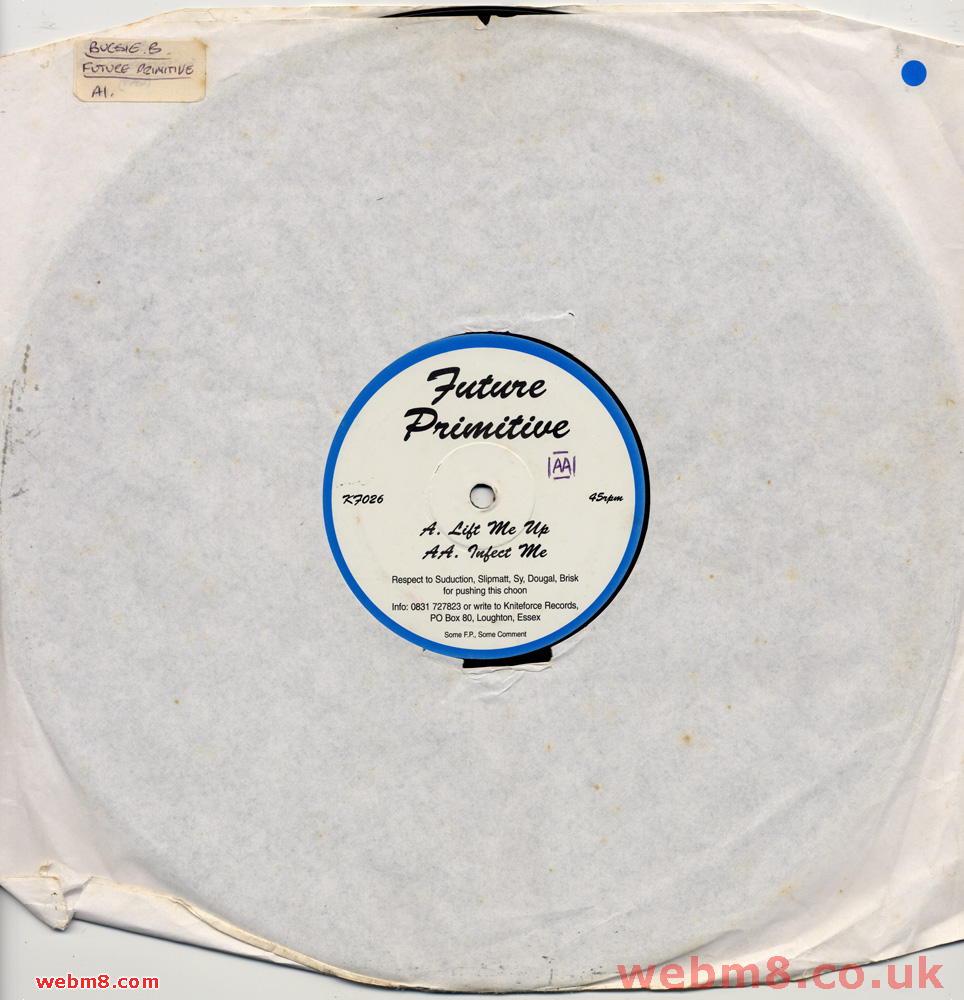 BUGSIE.B.
FUTURE PRIMITIVE
A1.
Future
Primitive
AA
KF026
45rpm
A. Lift Me Up
AA. Infect Me
Respect to Suduction, Slipmatt, Sy, Dougal, Brisk
for pushing this choon
Info: 0831 727823 or write to Kniteforce Records,
PO Box 80, Loughton, Essex
Some F.P., Some Comment
webm8.com
webm8.co.uk